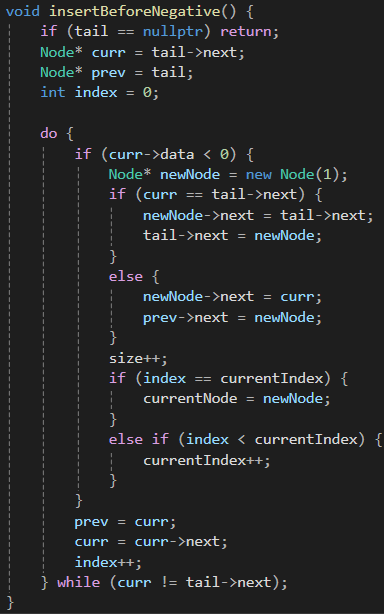 void insertBeforeNegative() {
    if (tail == nullptr) return;
    Node* curr = tail->next;
    Node* prev = tail;
    int index = 0;

    do {
        if (curr->data < 0) {
            Node* newNode = new Node(1);
            if (curr == tail->next) {
                newNode->next = tail->next;
                tail->next = newNode;
            }
            else {
                newNode->next = curr;
                prev->next = newNode;
            }
            size++;
            if (index == currentIndex) {
                currentNode = newNode;
            }
            else if (index < currentIndex) {
                currentIndex++;
            }
        }
        prev = curr;
        curr = curr->next;
        index++;
    } while (curr != tail->next);
}